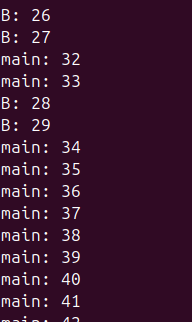 B: 26
B: 27
main: 32
main: 33
B: 28
B: 29
main: 34
main: 35
main: 36
main: 37
main: 38
main: 39
main: 40
main: 41